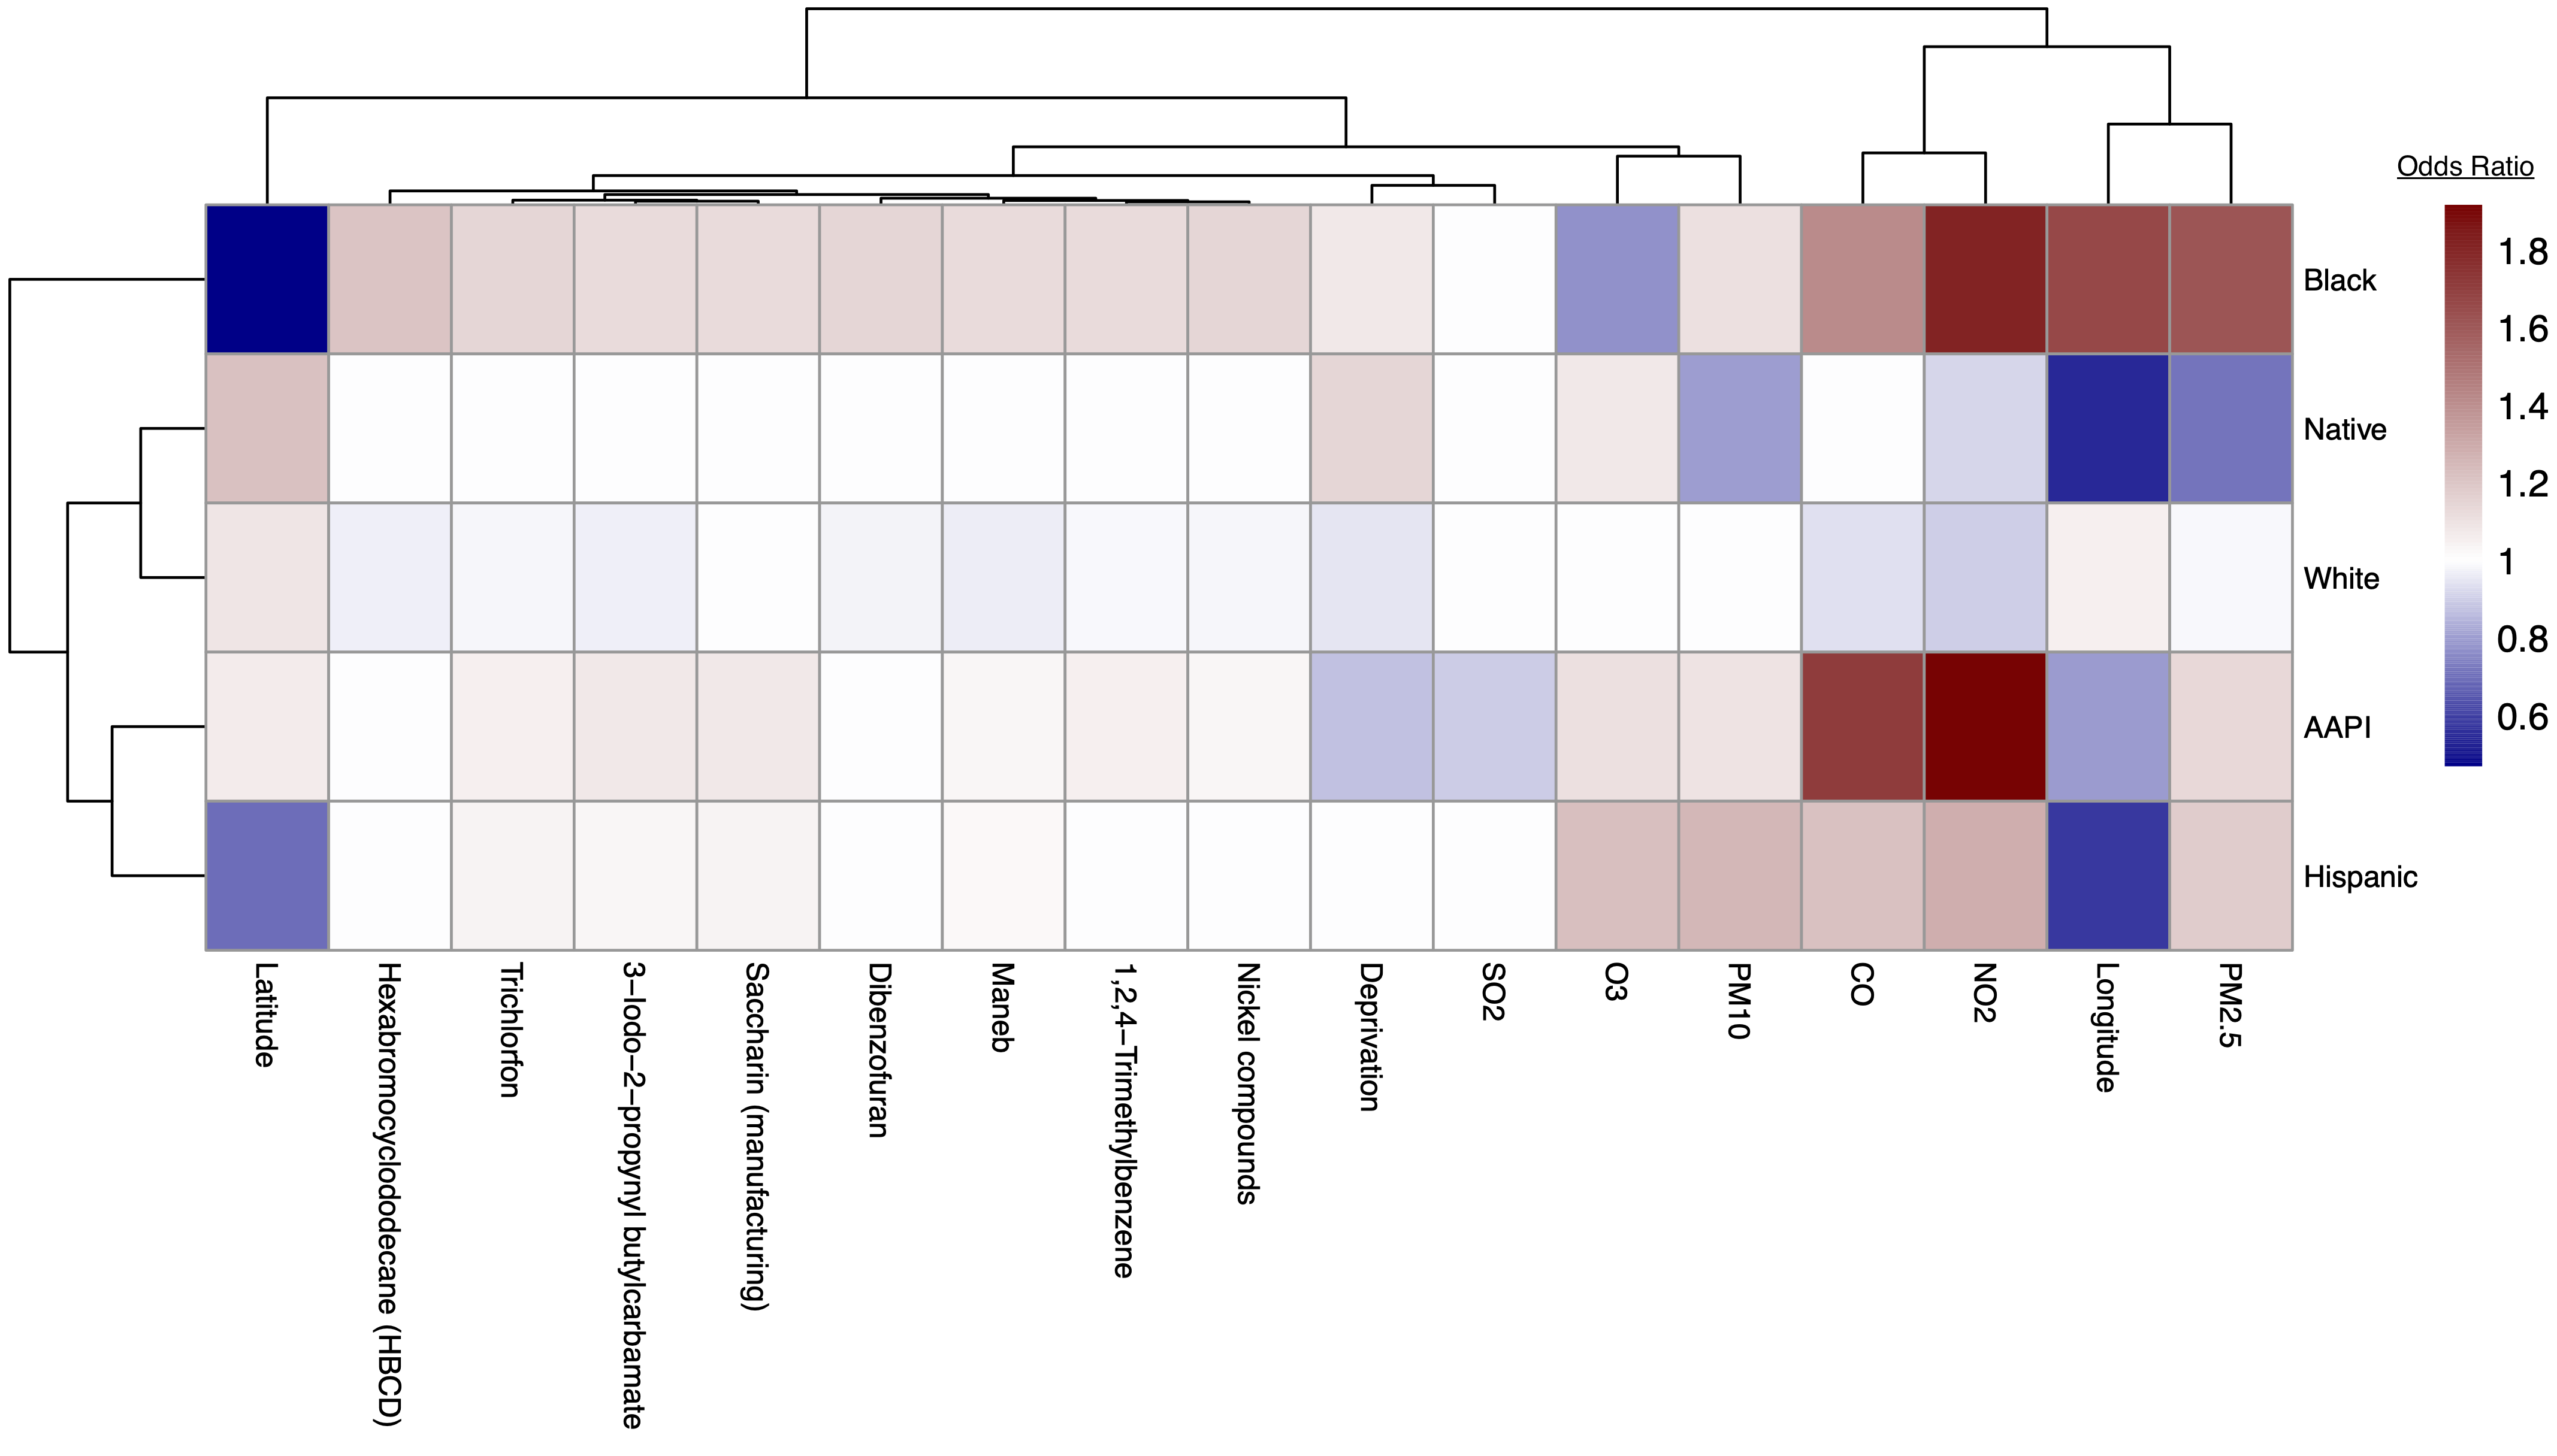 Odds Ratio
1.8
1.6
1.4
1.2
1
0.8
0.6
Black
Native
White
AAPI
Hispanic
Latitude
Hexabromocyclododecane (HBCD)
Trichlorfon
3−Iodo−2−propynyl butylcarbamate
Saccharin (manufacturing)
Dibenzofuran
Maneb
1,2,4−Trimethylbenzene
Nickel compounds
Deprivation
SO2
O3
PM10
CO
NO2
Longitude
PM2.5